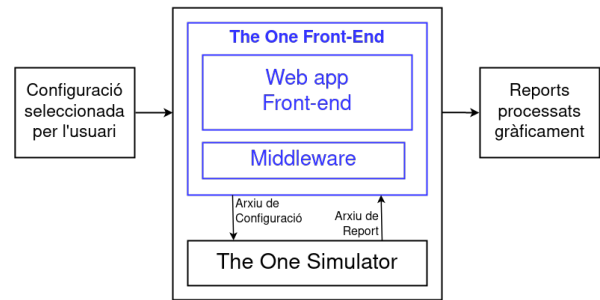 The One Front-End
Web app
Front-end
Middleware
Configuració
seleccionada
per l'usuari
Reports
processats
gràficament
Arxiu de
Configuració
Arxiu de
Report
The One Simulator